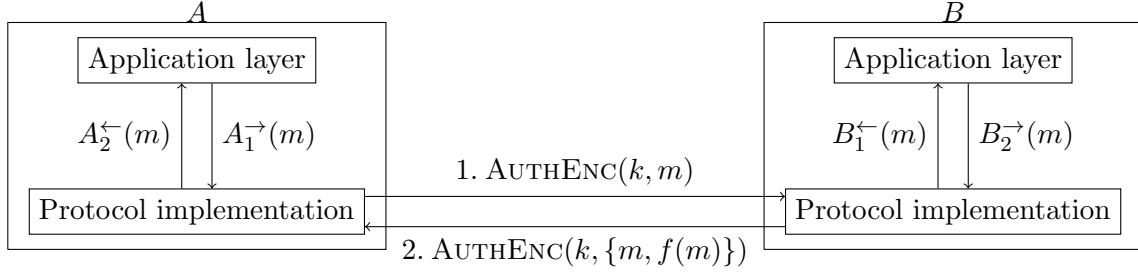 A B
Application layer Application layer
A₂^←(m) A₁^→(m) B₁^←(m) B₂^→(m)
1. AUTHENC(k, m)
Protocol implementation Protocol implementation
2. AUTHENC(k, {m, f(m)})